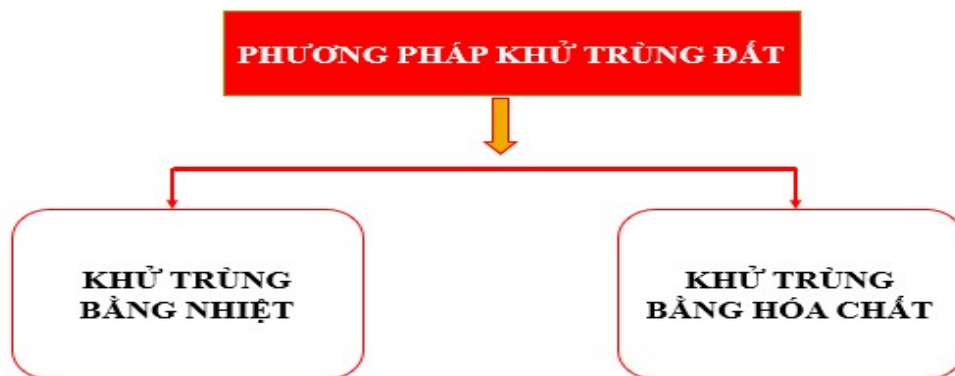 PHƯƠNG PHÁP KHỬ TRÙNG ĐẤT
KHỬ TRÙNG
BẰNG NHIỆT
KHỬ TRÙNG
BẰNG HÓA CHẤT